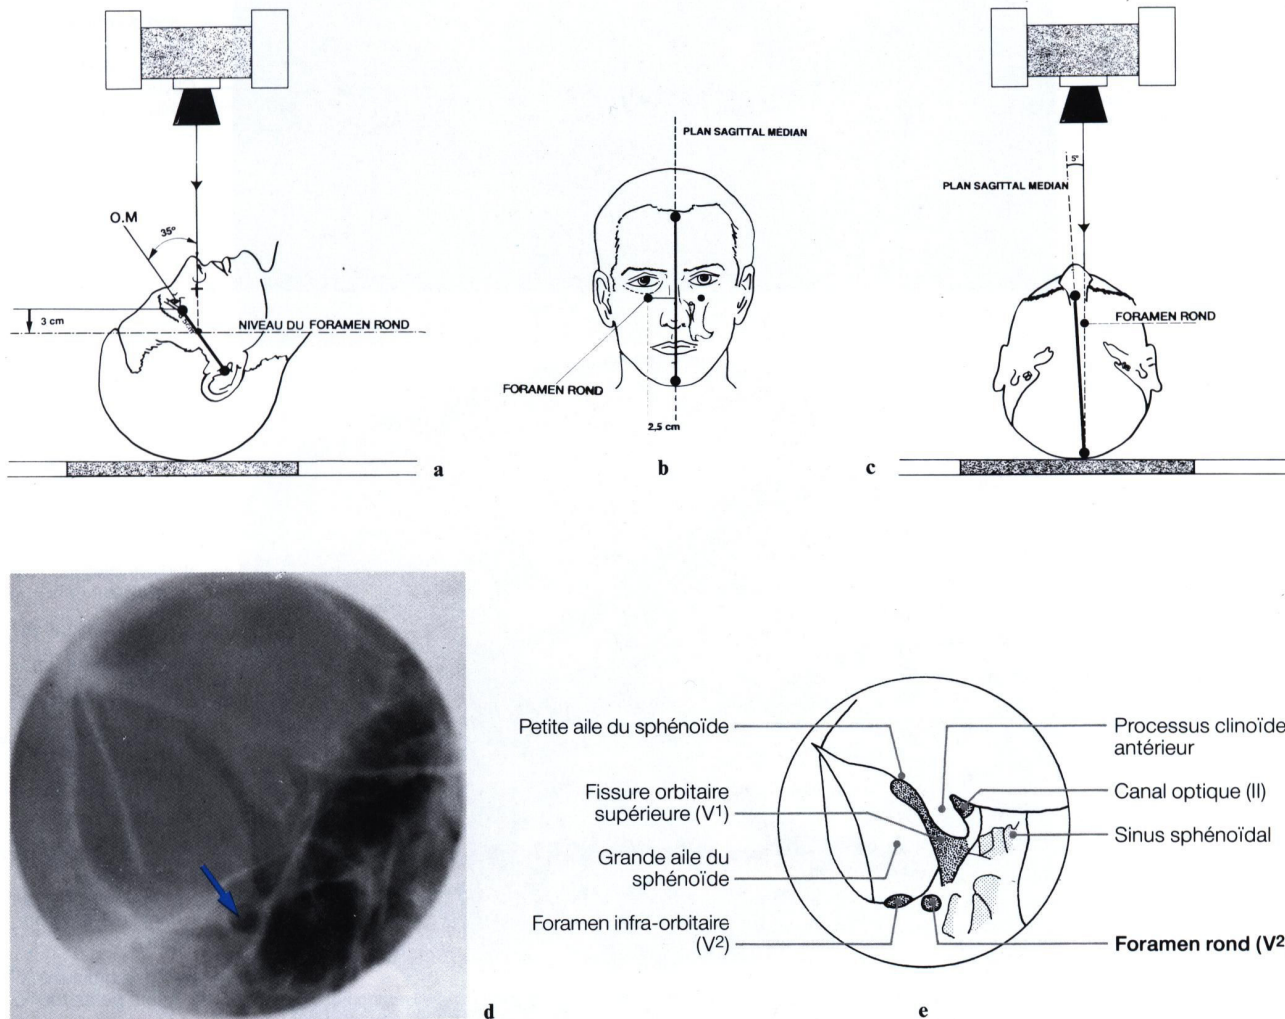 O.M
35°
3 cm
NIVEAU DU FORAMEN ROND
a
PLAN SAGITTAL MEDIAN
FORAMEN ROND
2,5 cm
b
5°
PLAN SAGITTAL MEDIAN
FORAMEN ROND
c
d
Petite aile du sphénoïde
Fissure orbitaire
supérieure (V¹)
Grande aile du
sphénoïde
Foramen infra-orbitaire
(V²)
Processus clinoïde
antérieur
Canal optique (II)
Sinus sphénoïdal
Foramen rond (V²
e